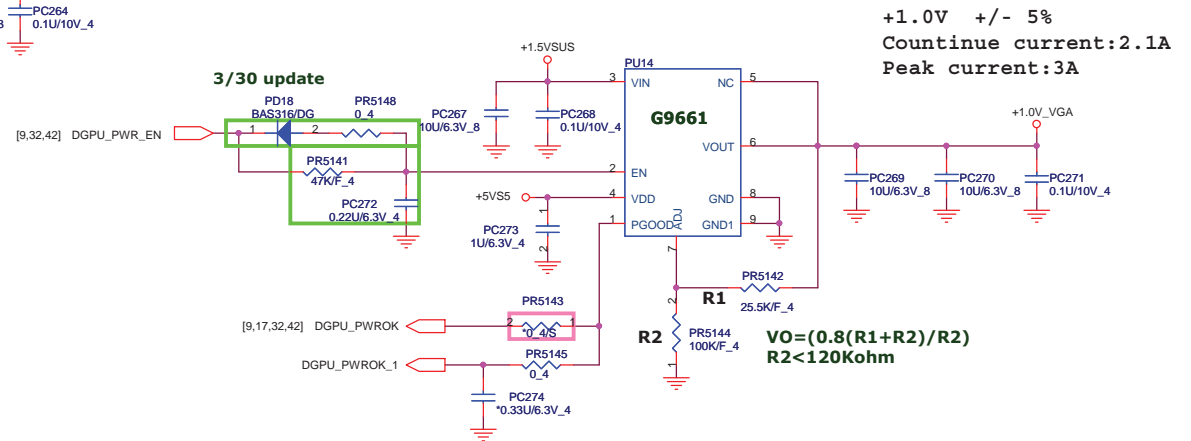 PC264
3
0.1U/10V_4
+1.0V +/- 5%
Countinue current:2.1A
Peak current:3A
+1.5VSUS
PU14
3/30 update
PD18
BAS316/DG
PR5148
0_4
PC267
10U/6.3V_8
PC268
0.1U/10V_4
3
VIN
NC
5
G9661
+1.0V_VGA
[9,32,42] DGPU_PWR_EN
1
2
VOUT
6
PR5141
47K/F_4
2
EN
PC269
10U/6.3V_8
PC270
10U/6.3V_8
PC271
0.1U/10V_4
PC272
0.22U/6.3V_4
+5VS5
4
VDD
GND
8
1
PGOOD
ADJ
GND1
9
PC273
1U/6.3V_4
1
2
7
PR5142
25.5K/F_4
R1
PR5143
2
1
*0_4/S
[9,17,32,42] DGPU_PWROK
2
R2
PR5144
100K/F_4
1
VO=(0.8(R1+R2)/R2)
R2<120Kohm
DGPU_PWROK_1
PR5145
0_4
PC274
*0.33U/6.3V_4